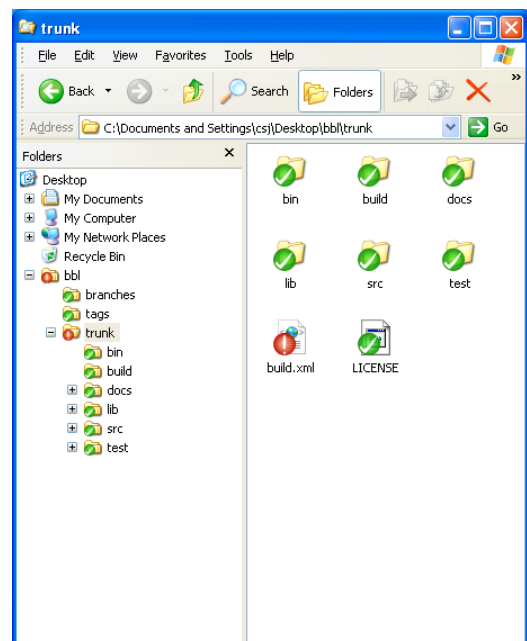 trunk
File Edit View Favorites Tools Help
Back Search Folders »
Address C:\Documents and Settings\csj\Desktop\bbl\trunk Go
Folders x
Desktop
My Documents
My Computer
My Network Places
Recycle Bin
bbl
branches
tags
trunk
bin
build
docs
lib
src
test
bin build docs
lib src test
build.xml LICENSE